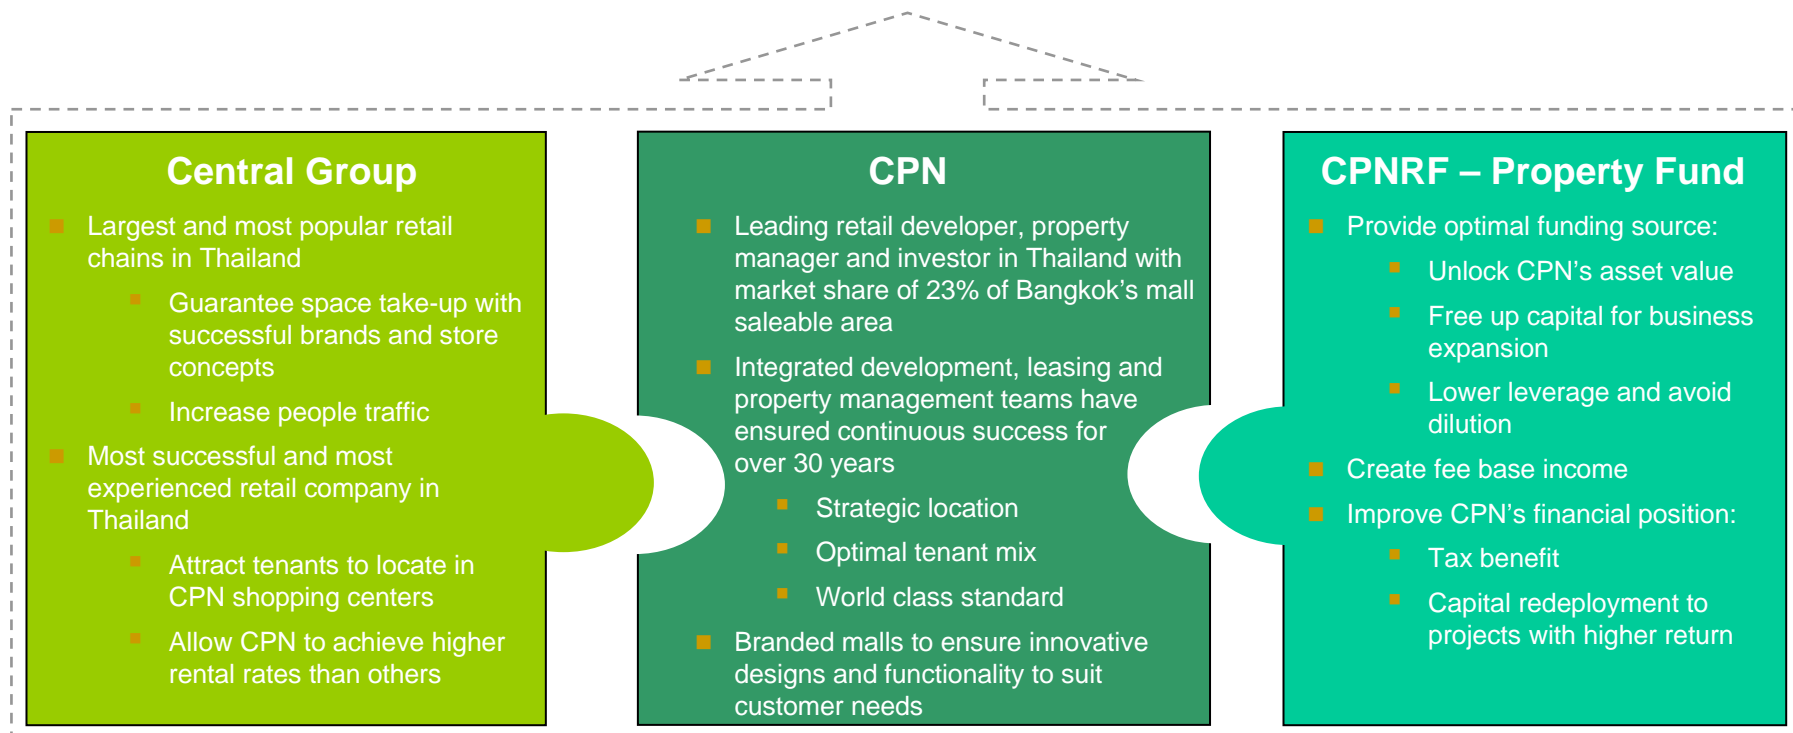 Central Group
Largest and most popular retail
chains in Thailand
Guarantee space take-up with
successful brands and store
concepts
Increase people traffic
Most successful and most
experienced retail company in
Thailand
Attract tenants to locate in
CPN shopping centers
Allow CPN to achieve higher
rental rates than others
CPN
Leading retail developer, property
manager and investor in Thailand with
market share of 23% of Bangkok's mall
saleable area
Integrated development, leasing and
property management teams have
ensured continuous success for
over 30 years
Strategic location
Optimal tenant mix
World class standard
Branded malls to ensure innovative
designs and functionality to suit
customer needs
CPNRF – Property Fund
Provide optimal funding source:
Unlock CPN's asset value
Free up capital for business
expansion
Lower leverage and avoid
dilution
Create fee base income
Improve CPN's financial position:
Tax benefit
Capital redeployment to
projects with higher return